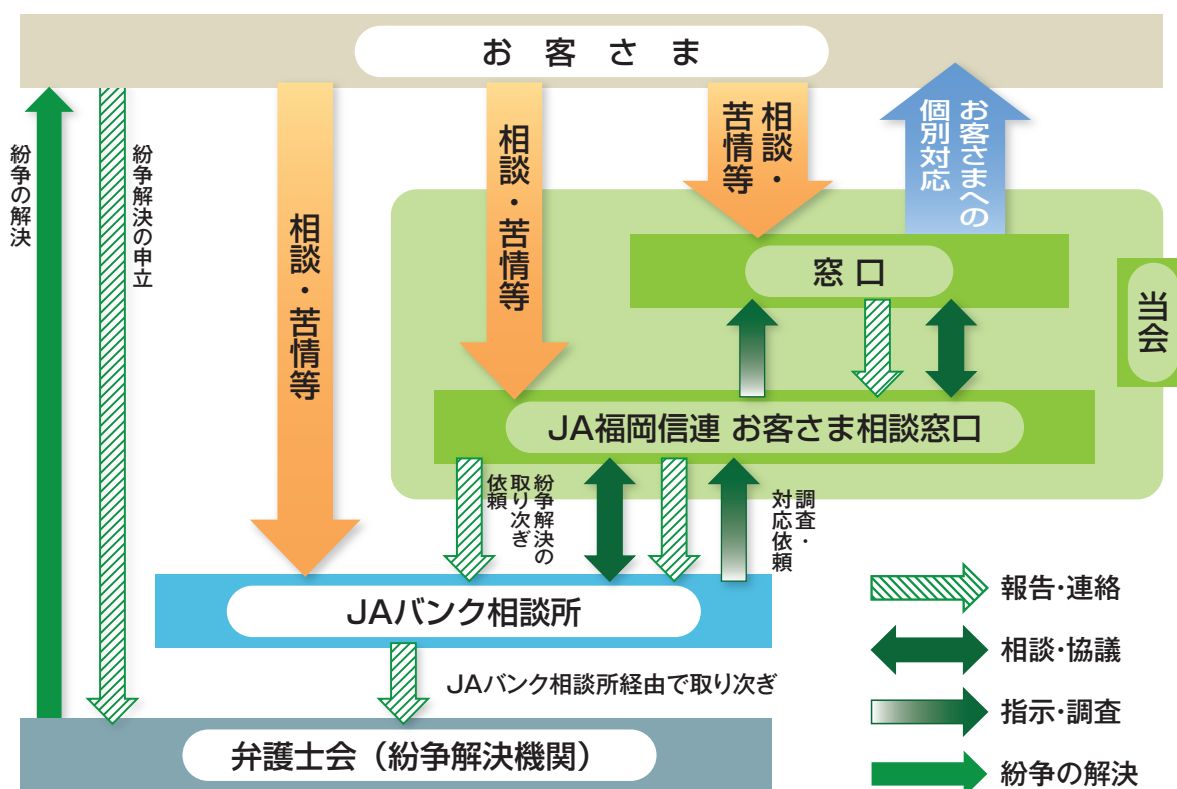 お客さま
紛争の解決
紛争解決の申立
相談・苦情等
相談・苦情等
相談・
苦情等
お客さまへの
個別対応
窓口
当会
JA福岡信連 お客さま相談窓口
紛争解決の
取り次ぎ
依頼
調査・
対応依頼
JAバンク相談所
JAバンク相談所経由で取り次ぎ
弁護士会（紛争解決機関）
報告・連絡
相談・協議
指示・調査
紛争の解決